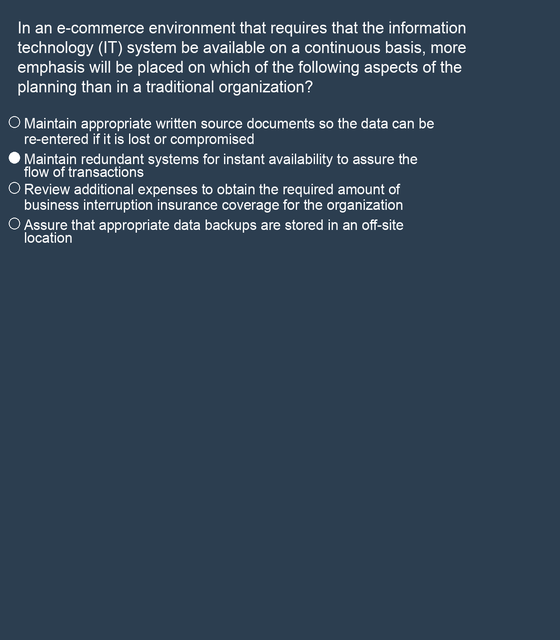 In an e-commerce environment that requires that the information
technology (IT) system be available on a continuous basis, more
emphasis will be placed on which of the following aspects of the
planning than in a traditional organization?
Maintain appropriate written source documents so the data can be
re-entered if it is lost or compromised
Maintain redundant systems for instant availability to assure the
flow of transactions
Review additional expenses to obtain the required amount of
business interruption insurance coverage for the organization
Assure that appropriate data backups are stored in an off-site
location